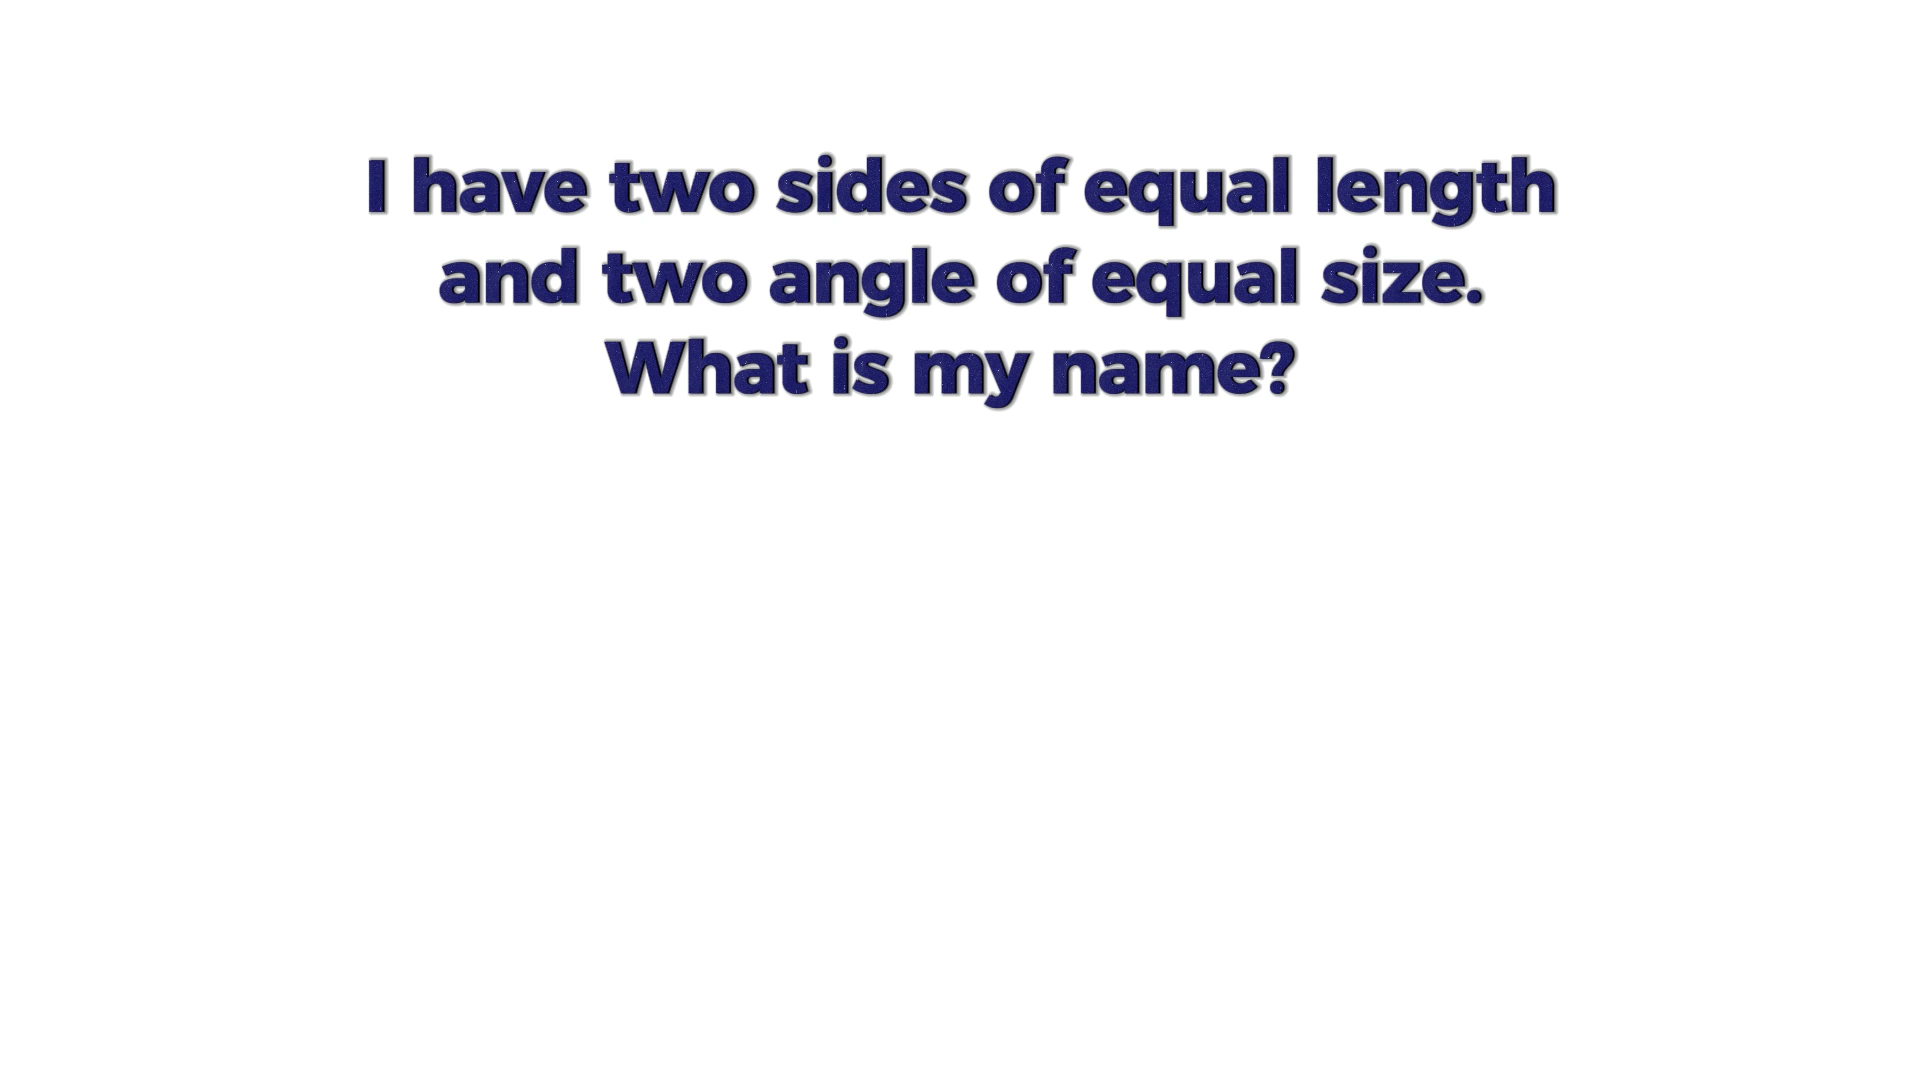 I have two sides of equal length
and two angle of equal size.
What is my name?